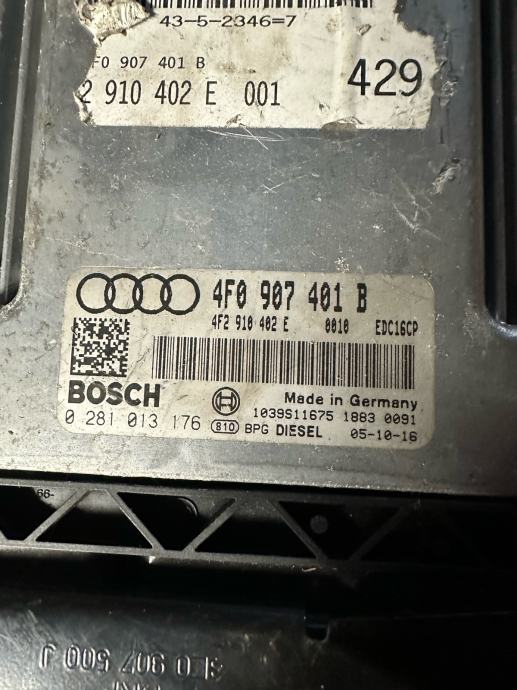 43-5-2346=7
F0 907 401 B
2 910 402 E 001
429
4F0 907 401 B
4F2 910 402 E 0010 EDC16CP
BOSCH
Made in Germany
1039S11675 1883 0091
0 281 013 176 810 BPG DIESEL 05-10-16
66-